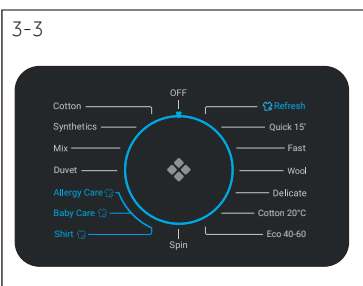 3-3
OFF
Cotton
Synthetics
Mix
Duvet
Allergy Care
Baby Care
Shirt
Refresh
Quick 15'
Fast
Wool
Delicate
Cotton 20°C
Eco 40-60
Spin